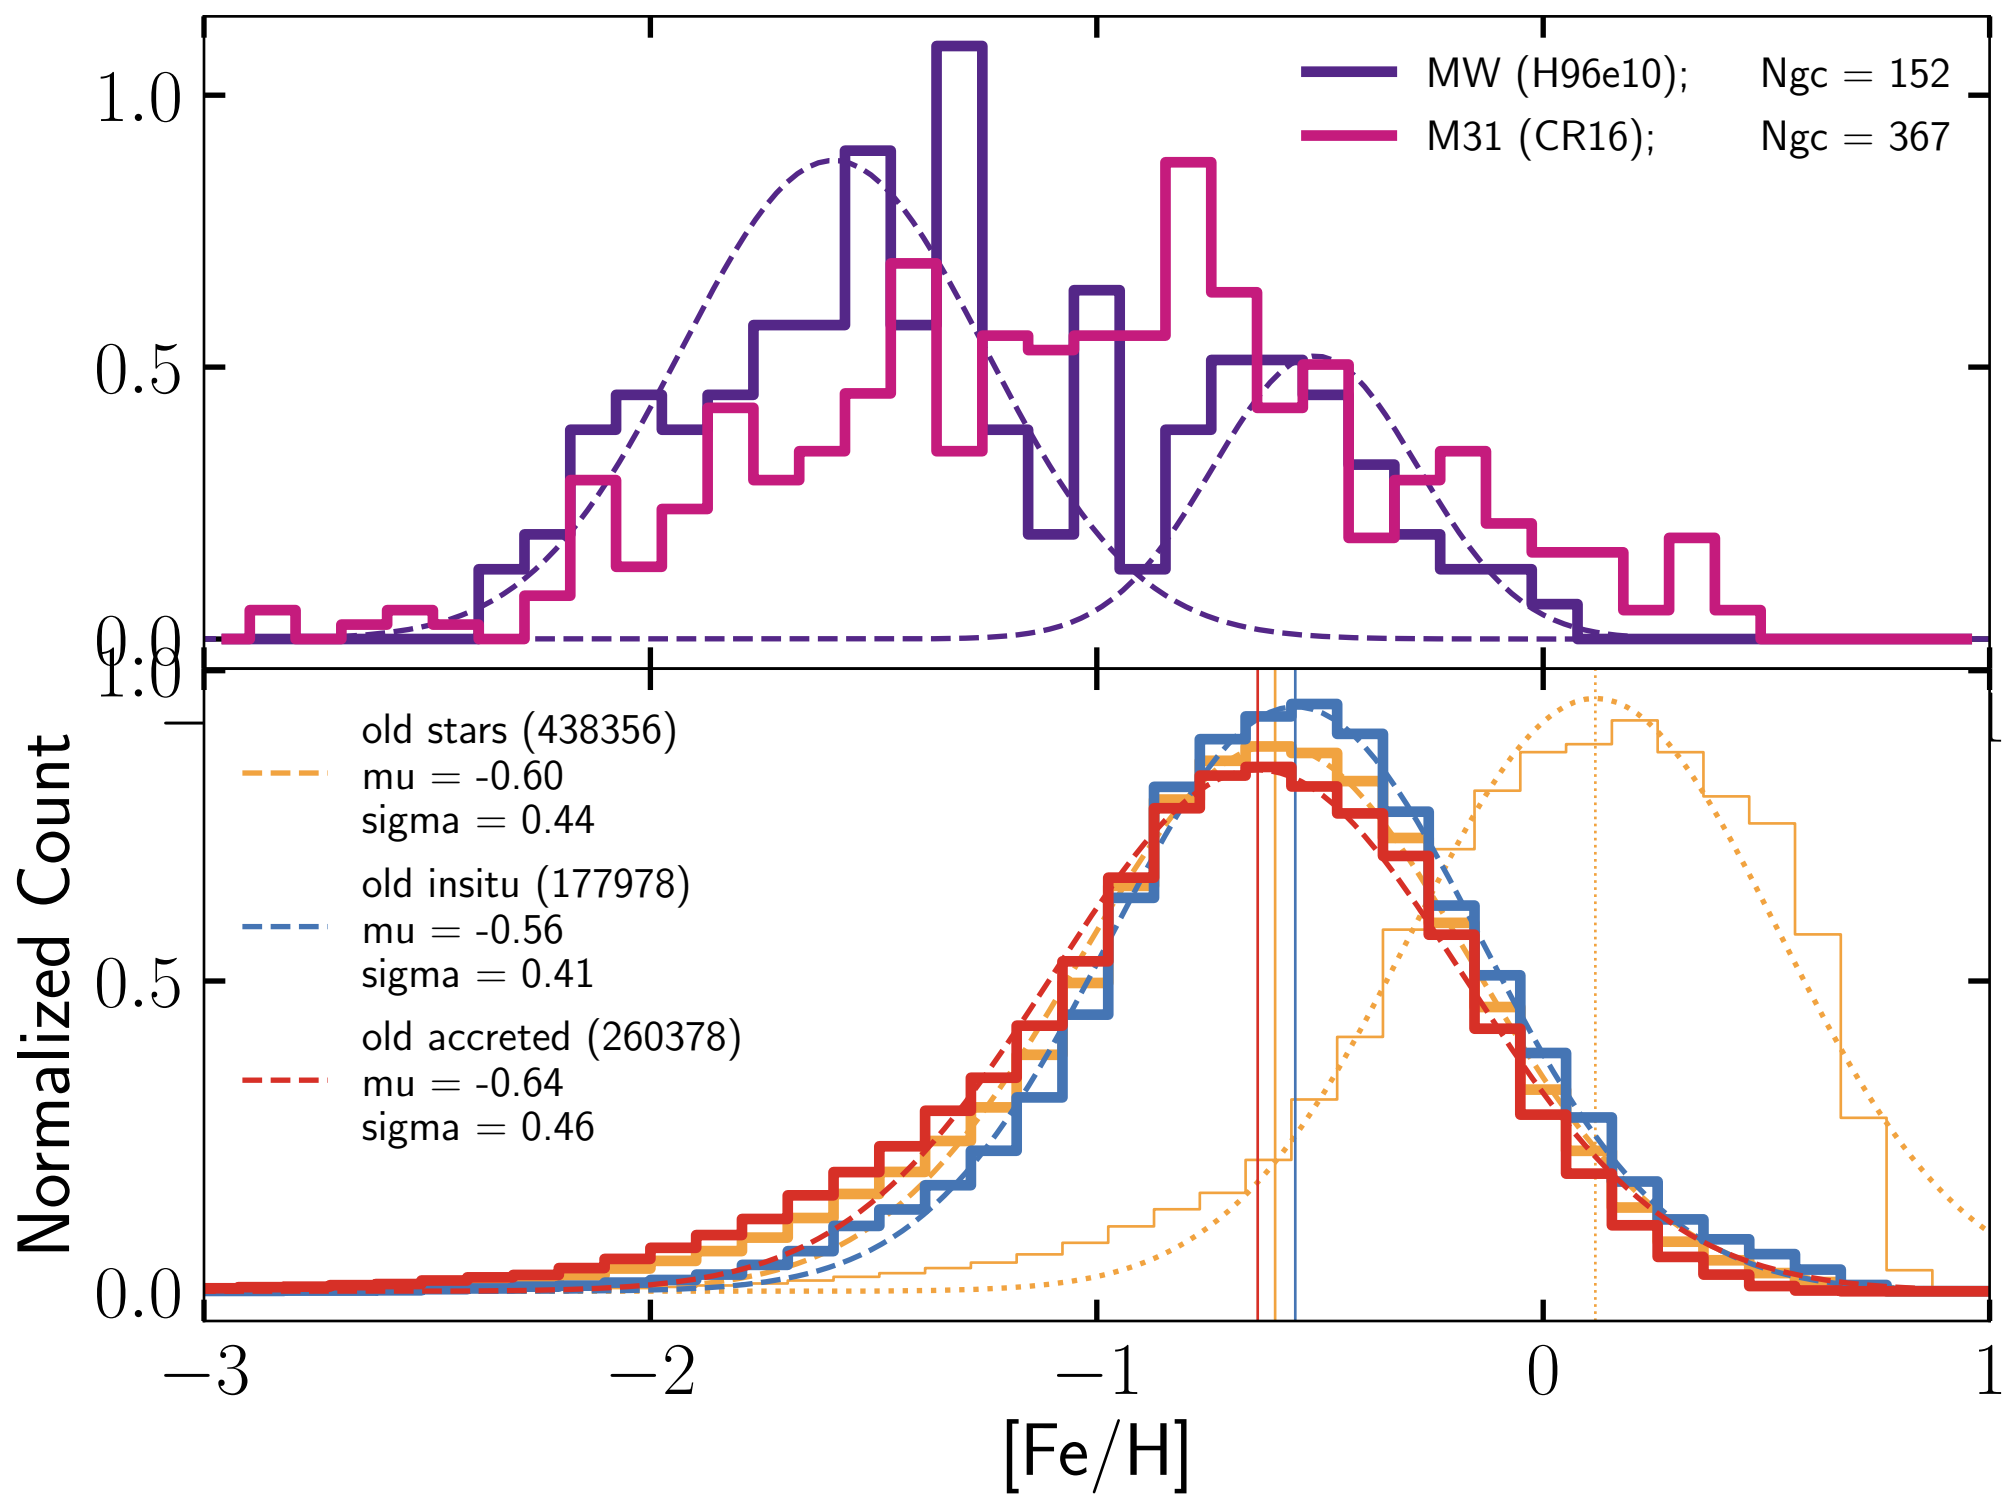 1.0
0.5
0.0
MW (H96e10); Ngc = 152
M31 (CR16); Ngc = 367
1.0
0.5
0.0
Normalized Count
old stars (438356)
mu = -0.60
sigma = 0.44
old insitu (177978)
mu = -0.56
sigma = 0.41
old accreted (260378)
mu = -0.64
sigma = 0.46
−3 −2 −1 0 1
[Fe/H]